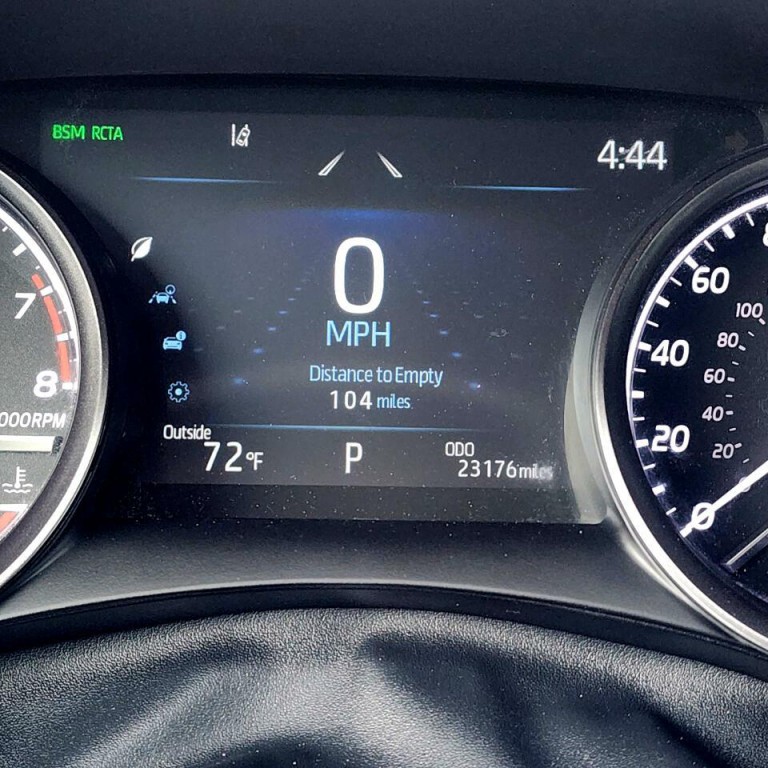 BSM RCTA
4:44
0
MPH
Distance to Empty
104 miles
Outside
72 °F
P
ODO
23176 miles
7
8
000RPM
60
40
20
0
100
80
60
40
20